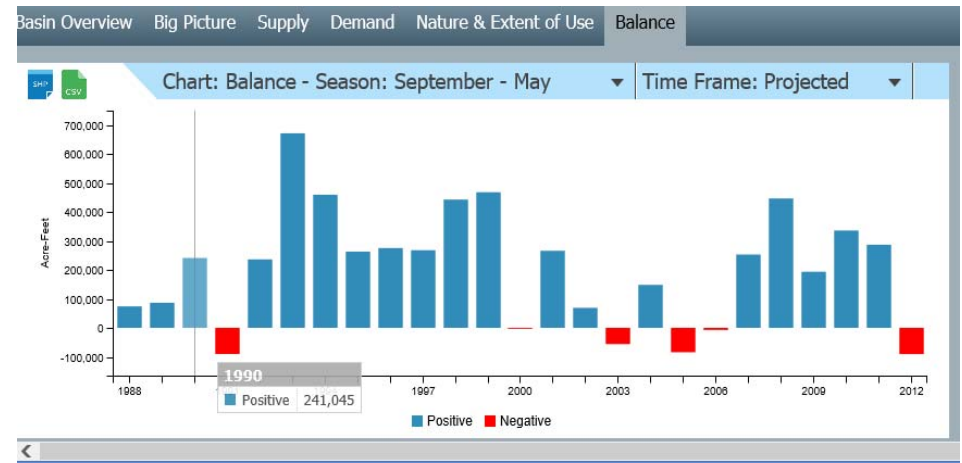 Basin Overview Big Picture Supply Demand Nature & Extent of Use Balance
SHP CSV Chart: Balance - Season: September - May Time Frame: Projected
700,000
600,000
500,000
400,000
300,000
200,000
100,000
0
-100,000
Acre-Feet
1988 1997 2000 2003 2006 2009 2012
1990
Positive 241,045
Positive Negative